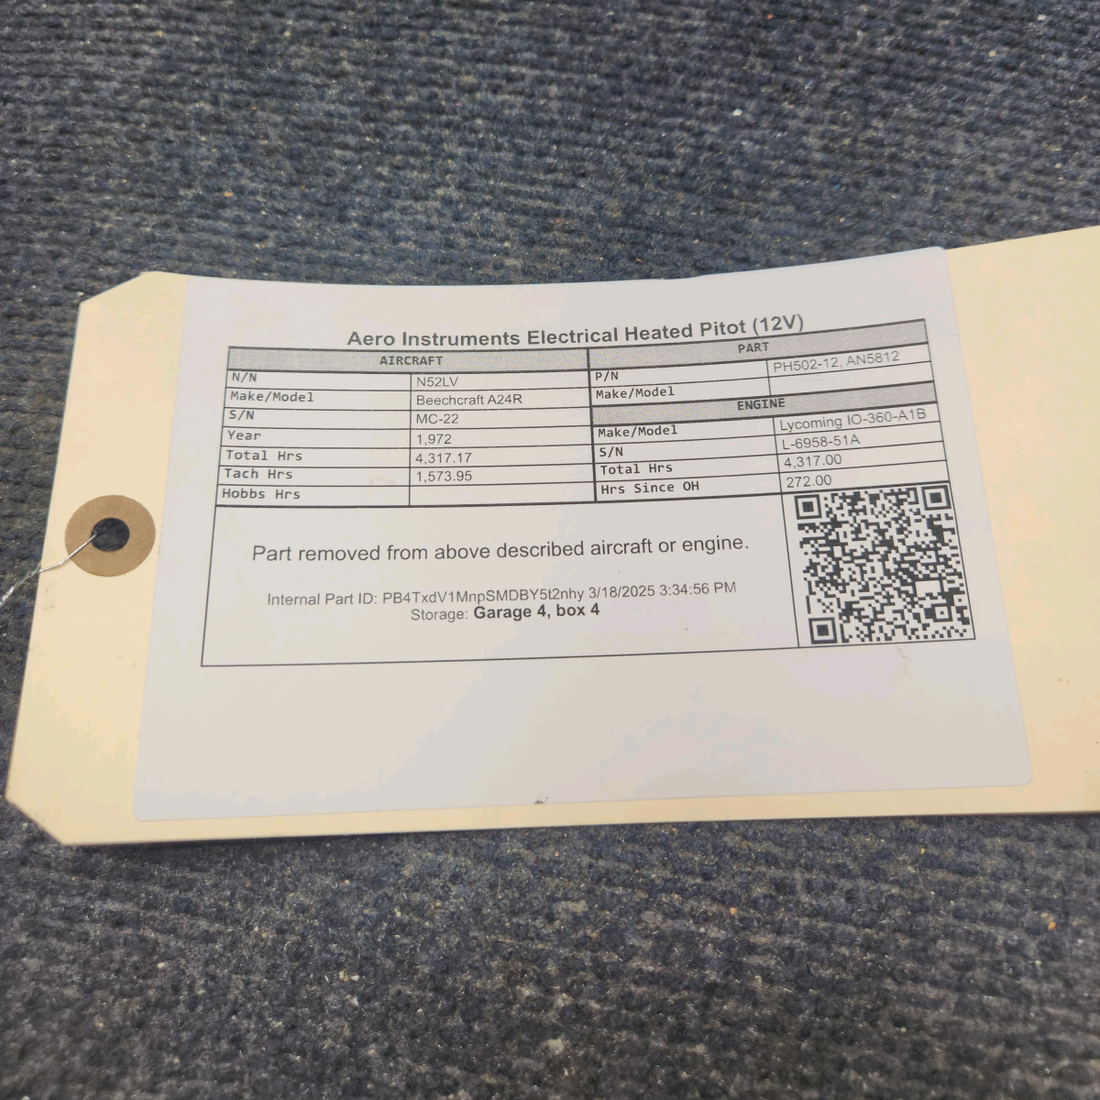 Aero Instruments Electrical Heated Pitot (12V)
AIRCRAFT
N/N N52LV
Make/Model Beechcraft A24R
S/N MC-22
Year 1,972
Total Hrs 4,317.17
Tach Hrs 1,573.95
Hobbs Hrs
PART
P/N PH502-12, AN5812
Make/Model
ENGINE
Make/Model Lycoming IO-360-A1B
S/N L-6958-51A
Total Hrs 4,317.00
Hrs Since OH 272.00
Part removed from above described aircraft or engine.
Internal Part ID: PB4TxdV1MnpSMDBY5t2nhy 3/18/2025 3:34:56 PM
Storage: Garage 4, box 4